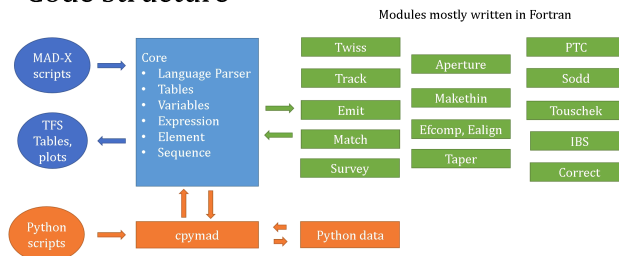 Code structure
Modules mostly written in Fortran
MAD-X
scripts
TFS
Tables,
plots
Python
scripts
Core
• Language Parser
• Tables
• Variables
• Expression
• Element
• Sequence
cpymad
Python data
Twiss
Track
Emit
Match
Survey
Aperture
Makethin
Efcomp, Ealign
Taper
PTC
Sodd
Touschek
IBS
Correct